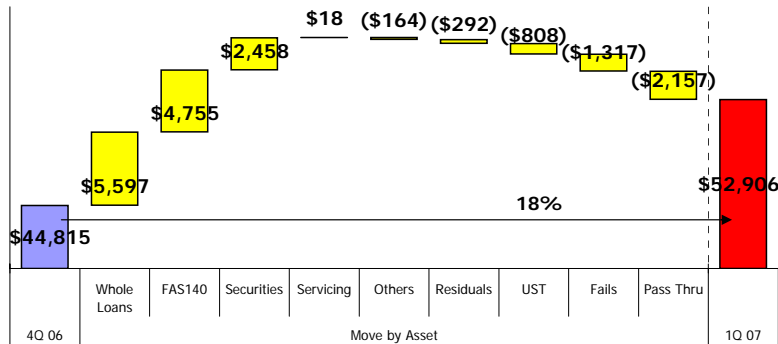 $18
($164)
($292)
($808)
$2,458
($1,317)
($2,157)
$4,755
$5,597
$52,906
18%
$44,815
Whole Loans
FAS140
Securities
Servicing
Others
Residuals
UST
Fails
Pass Thru
4Q 06
Move by Asset
1Q 07